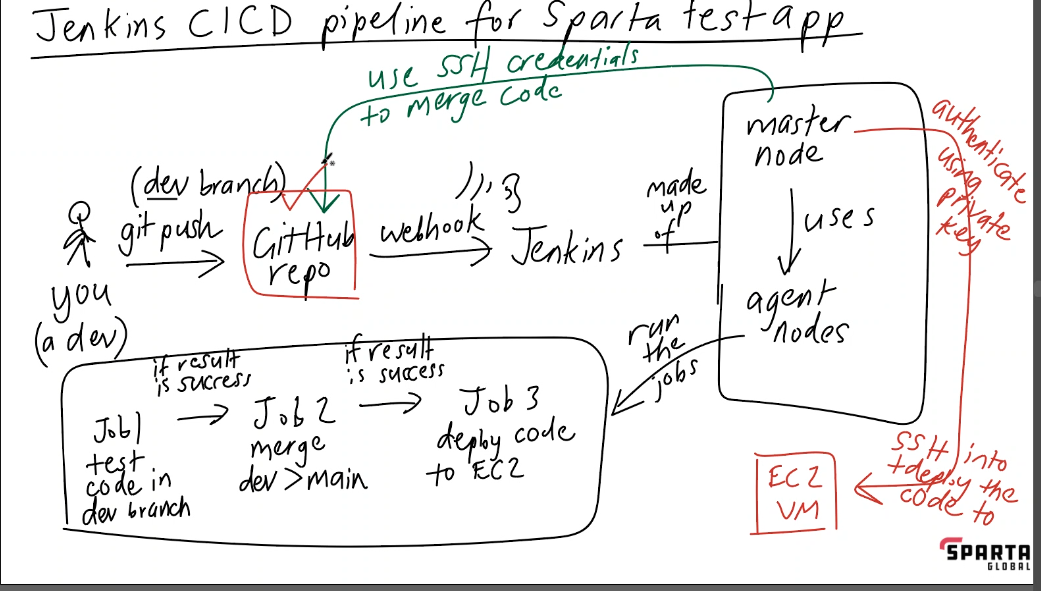 Jenkins CICD pipeline for Sparta test app
use SSH credentials
to merge code
master
node
authenticate
using
private
key
(dev branch)
git push
GitHub
repo
webhook
Jenkins
made
up
of
uses
you
(a dev)
agent
nodes
run
the
jobs
if result
is success
if result
is success
Job 1
test
code in
dev branch
Job 2
merge
dev > main
Job 3
deploy code
to EC2
EC2
VM
SSH into
+ deploy the
code to
SPARTA
GLOBAL